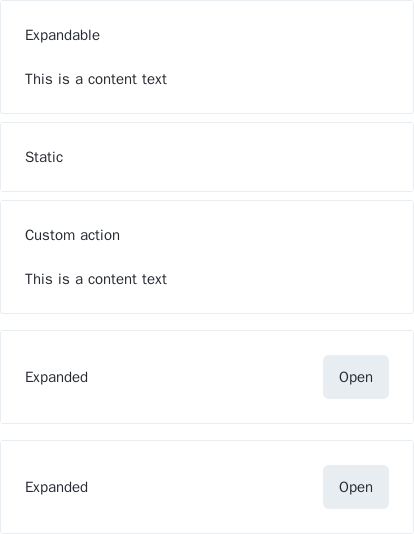 Expandable
This is a content text
Static
Custom action
This is a content text
Expanded
Open
Expanded
Open